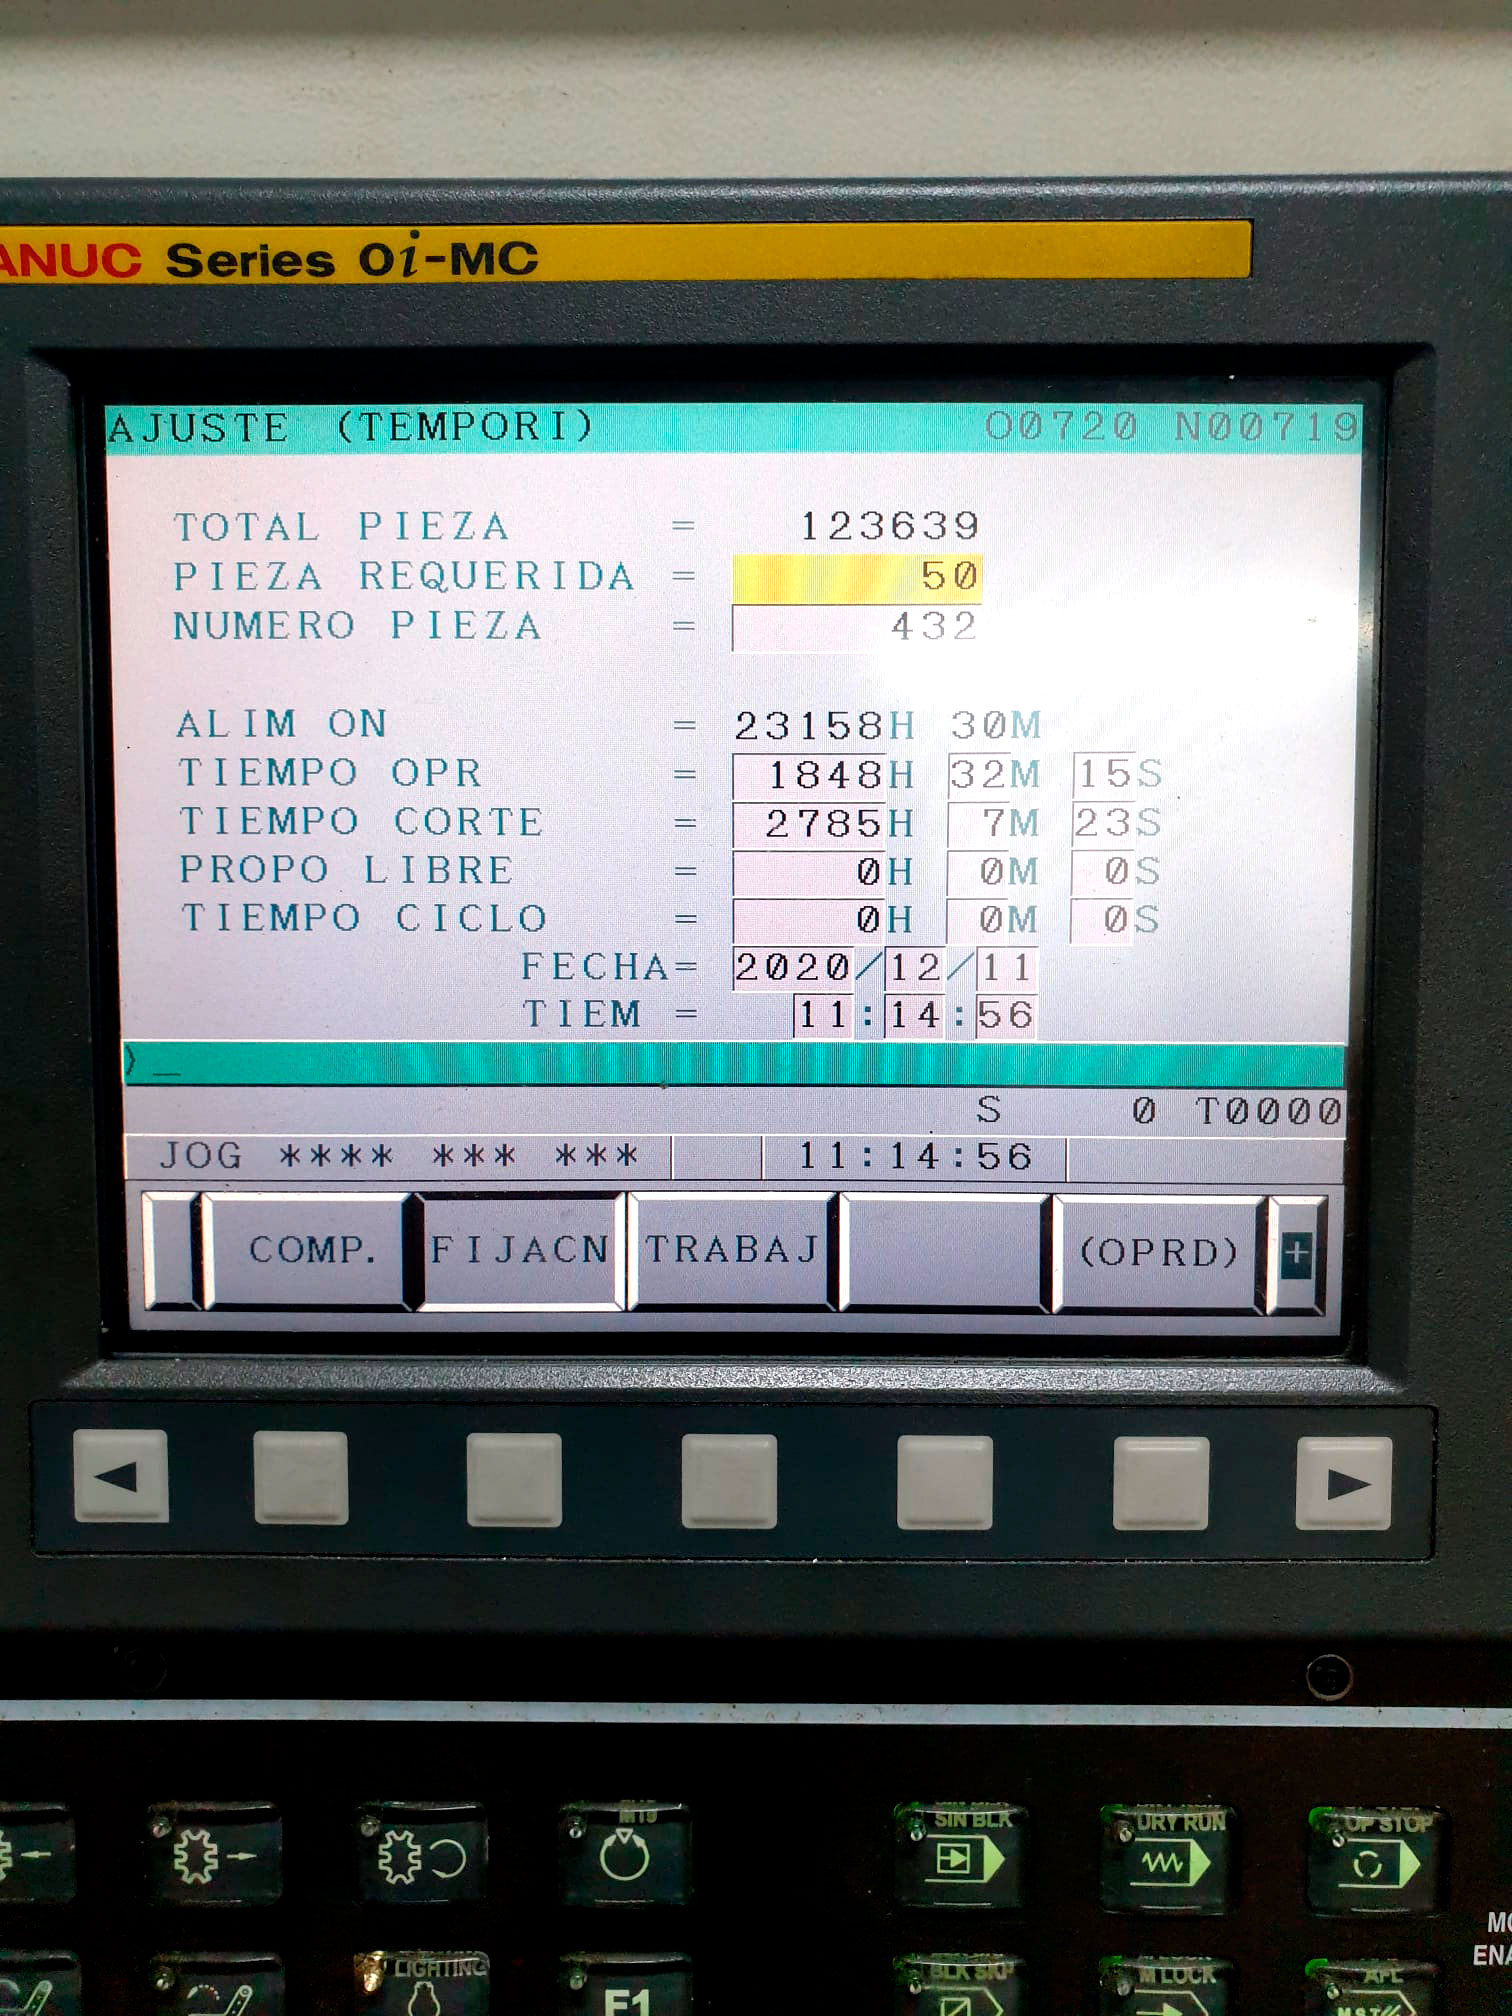 ANUC Series 0i-MC
AJUSTE (TEMPORI) O0720 N00719
TOTAL PIEZA = 123639
PIEZA REQUERIDA = 50
NUMERO PIEZA = 432
ALIM ON = 23158H 30M
TIEMPO OPR = 1848H 32M 15S
TIEMPO CORTE = 2785H 7M 23S
PROPO LIBRE = 0H 0M 0S
TIEMPO CICLO = 0H 0M 0S
FECHA= 2020/12/11
TIEM = 11:14:56
>_
S 0 T0000
JOG **** *** *** 11:14:56
COMP. FIJACN TRABAJ (OPRD) +
M19 SIN BLK DRY RUN OP STOP
LIGHTING F1 BLK SKP M LOCK AFL
MST